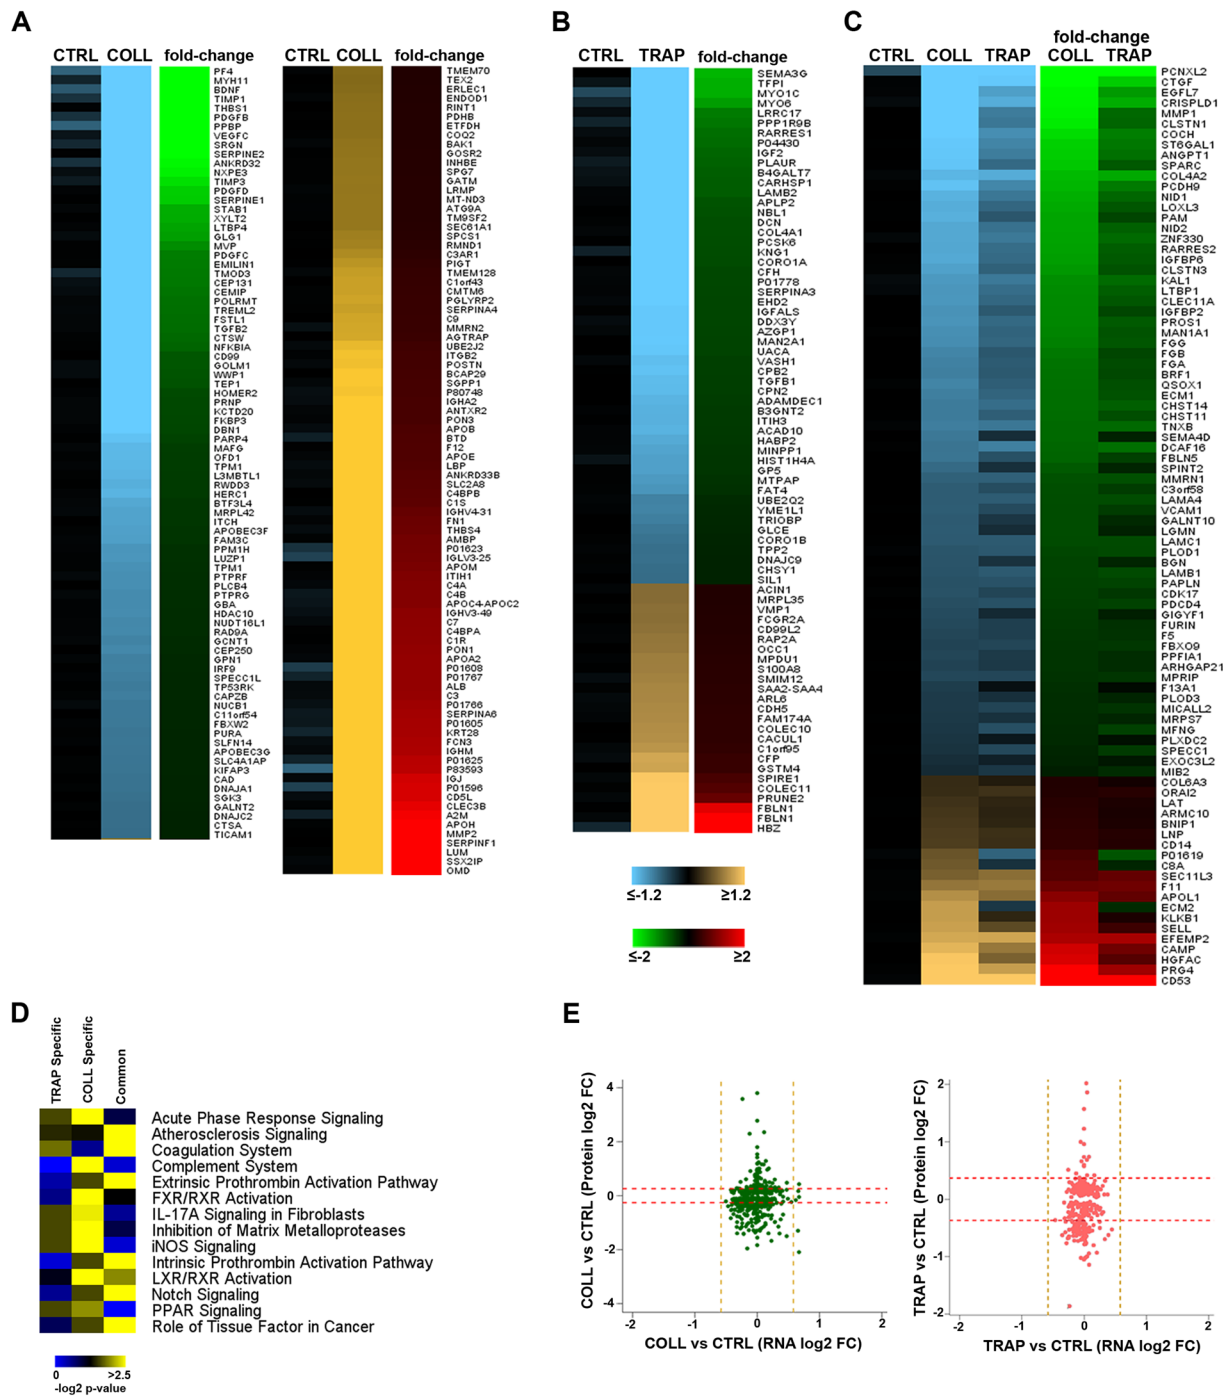 A
CTRL COLL fold-change
PF4
MYH11
BDNF
TIMP1
THBS1
PDGFB
PPBP
VEGFC
SRGN
SERPINE2
ANKRD32
NXPE3
TIMP3
PDGFD
SERPINE1
STAB1
XYLT2
LTBP4
GLG1
MVP
PDGFC
EMILIN1
TMOD3
CEP131
CEMIP
POLRMT
TREML2
FSTL1
TGFB2
CTSW
NFKBIA
CD99
GOLM1
WWP1
TEP1
HOMER2
PRNP
KCTD20
FKBP3
DBN1
PARP4
MAFG
OFD1
TPM1
L3MBTL1
RWDD3
HERC1
BTF3L4
MRPL42
ITCH
APOBEC3F
FAM3C
PPM1H
LUZP1
TPM1
PTPRF
PLCB4
PTPRG
GBA
HDAC10
NUDT16L1
RAD9A
GCNT1
CEP250
GPN1
IRF9
SPECC1L
TP53RK
CAPZB
NUCB1
C11orf54
FBXW2
PURA
SLFN14
APOBEC3G
SLC4A1AP
KIFAP3
CAD
DNAJA1
SGK3
GALNT2
DNAJC2
CTSA
TICAM1
CTRL COLL fold-change
TMEM70
TEX2
ERLEC1
ENDOD1
RINT1
PDHB
ETFDH
COQ2
BAK1
GOSR2
INHBE
SPG7
GATM
LRMP
MT-ND3
ATG9A
TM9SF2
SEC61A1
SPCS1
RMND1
C3AR1
PIGT
TMEM128
C1orf43
CMTM6
PGLYRP2
SERPINA4
C9
MMRN2
AGTRAP
UBE2J2
ITGB2
POSTN
BCAP29
SGPP1
P80748
IGHA2
ANTXR2
PON3
APOB
BTD
F12
APOE
LBP
ANKRD33B
SLC2A8
C4BPB
C1S
IGHV4-31
FN1
THBS4
AMBP
P01623
IGLV3-25
APOM
ITIH1
C4A
C4B
APOC4-APOC2
IGHV3-49
C7
C4BPA
C1R
PON1
APOA2
P01608
P01767
ALB
C3
P01766
SERPINA6
P01605
KRT28
FCN3
IGHM
P01625
P83593
IGJ
P01596
CD5L
CLEC3B
A2M
APOH
MMP2
SERPINF1
LUM
SSX2IP
OMD
B
CTRL TRAP fold-change
SEMA3G
TFPI
MYO1C
MYO6
LRRC17
PPP1R9B
RARRES1
P04430
IGF2
PLAUR
B4GALT7
CARHSP1
LAMB2
APLP2
NBL1
DCN
COL4A1
PCSK6
KNG1
CORO1A
CFH
P01778
SERPINA3
EHD2
IGFALS
DDX3Y
AZGP1
MAN2A1
UACA
VASH1
CPB2
TGFB1
CPN2
ADAMDEC1
B3GNT2
ITIH3
ACAD10
HABP2
MINPP1
HIST1H4A
GP5
MTPAP
FAT4
UBE2Q2
YME1L1
TRIOBP
GLCE
CORO1B
TPP2
DNAJC9
CHSY1
SIL1
ACIN1
MRPL35
VMP1
FCGR2A
CD99L2
RAP2A
OCC1
MPDU1
S100A8
SMIM12
SAA2-SAA4
ARL6
CDH5
FAM174A
COLEC10
CACUL1
C1orf95
CFP
GSTM4
SPIRE1
COLEC11
PRUNE2
FBLN1
FBLN1
HBZ
≤-1.2 ≥1.2
≤-2 ≥2
C
fold-change
CTRL COLL TRAP COLL TRAP
PCNXL2
CTGF
EGFL7
CRISPLD1
MMP1
CLSTN1
COCH
ST6GAL1
ANGPT1
SPARC
COL4A2
PCDH9
NID1
LOXL3
PAM
NID2
ZNF330
RARRES2
IGFBP6
CLSTN3
KAL1
LTBP1
CLEC11A
IGFBP2
PROS1
MAN1A1
FGG
FGB
FGA
BRF1
QSOX1
ECM1
CHST14
CHST11
TNXB
SEMA4D
DCAF16
FBLN5
SPINT2
MMRN1
C3orf58
LAMA4
VCAM1
GALNT10
LGMN
LAMC1
PLOD1
BGN
LAMB1
PAPLN
CDK17
PDCD4
GIGYF1
FURIN
F5
FBXO9
PPFIA1
ARHGAP21
MPRIP
F13A1
PLOD3
MICALL2
MRPS7
MFNG
PLXDC2
SPECC1
EXOC3L2
MIB2
COL6A3
ORAI2
LAT
ARMC10
BNIP1
LNP
CD14
P01619
C8A
SEC11L3
F11
APOL1
ECM2
KLKB1
SELL
EFEMP2
CAMP
HGFAC
PRG4
CD53
D
TRAP Specific
COLL Specific
Common
Acute Phase Response Signaling
Atherosclerosis Signaling
Coagulation System
Complement System
Extrinsic Prothrombin Activation Pathway
FXR/RXR Activation
IL-17A Signaling in Fibroblasts
Inhibition of Matrix Metalloproteases
iNOS Signaling
Intrinsic Prothrombin Activation Pathway
LXR/RXR Activation
Notch Signaling
PPAR Signaling
Role of Tissue Factor in Cancer
0 >2.5
-log2 p-value
E
COLL vs CTRL (Protein log2 FC)
4
2
0
-2
-4
-2 -1 0 1 2
COLL vs CTRL (RNA log2 FC)
TRAP vs CTRL (Protein log2 FC)
2
1
0
-1
-2
-2 -1 0 1 2
TRAP vs CTRL (RNA log2 FC)